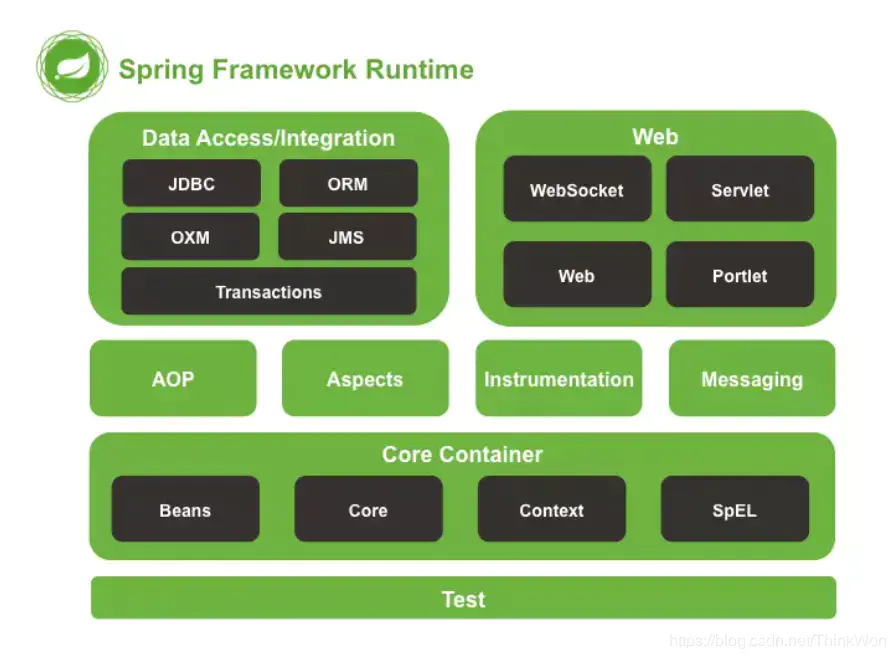 Spring Framework Runtime
Data Access/Integration
JDBC
ORM
OXM
JMS
Transactions
Web
WebSocket
Servlet
Web
Portlet
AOP
Aspects
Instrumentation
Messaging
Core Container
Beans
Core
Context
SpEL
Test
https://blog.csdn.net/ThinkWon